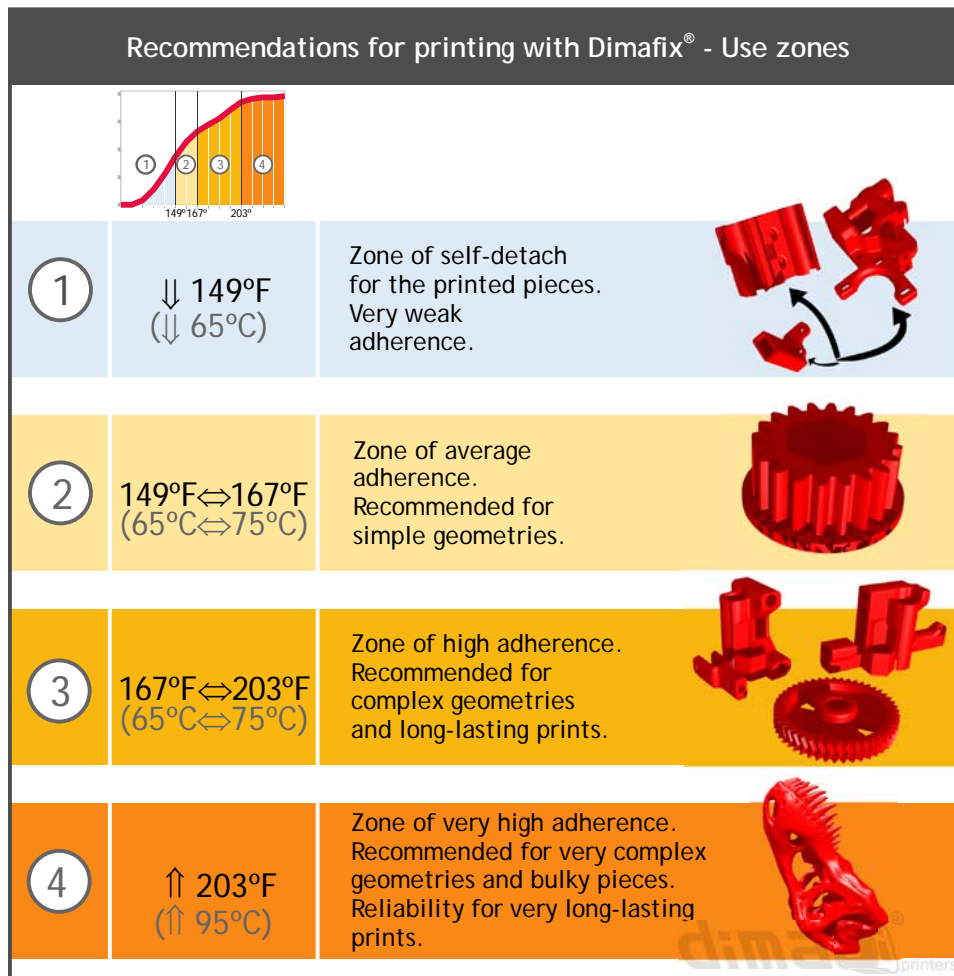 Recommendations for printing with Dimafix® - Use zones
1
2
3
4
149º167º
203º
1
⇓ 149ºF
(⇓ 65ºC)
Zone of self-detach
for the printed pieces.
Very weak
adherence.
2
149ºF⇔167ºF
(65ºC⇔75ºC)
Zone of average
adherence.
Recommended for
simple geometries.
3
167ºF⇔203ºF
(65ºC⇔75ºC)
Zone of high adherence.
Recommended for
complex geometries
and long-lasting prints.
4
⇑ 203ºF
(⇑ 95ºC)
Zone of very high adherence.
Recommended for very complex
geometries and bulky pieces.
Reliability for very long-lasting
prints.
®
printers